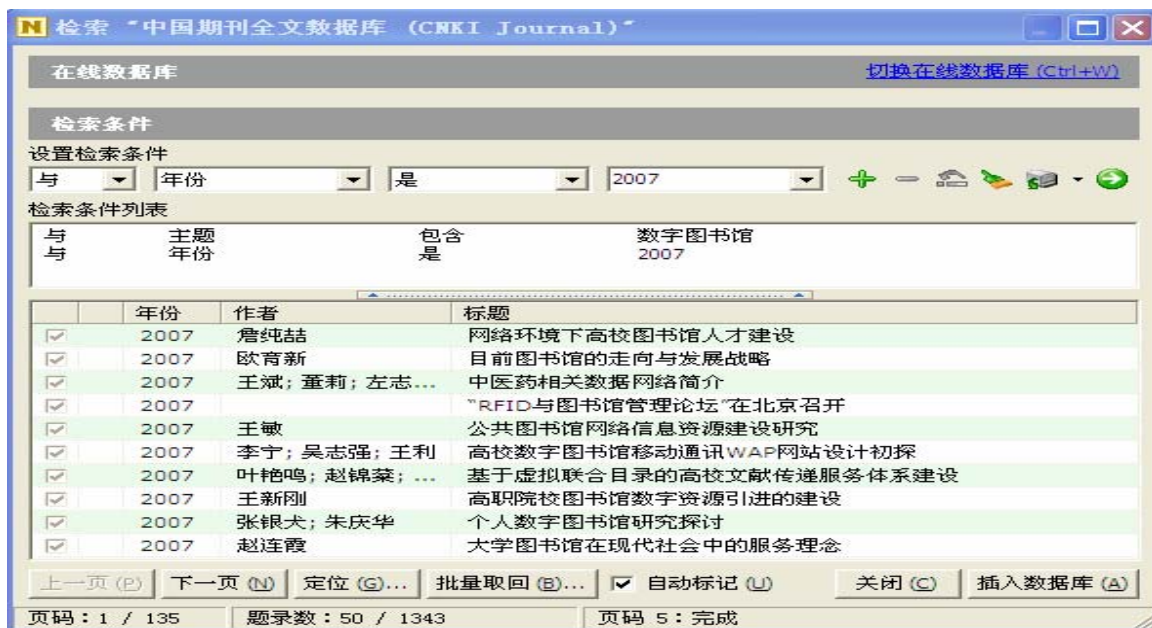 N 检索 "中国期刊全文数据库 (CNKI Journal)"
在线数据库 切换在线数据库 (Ctrl+W)
检索条件
设置检索条件
与 年份 是 2007
检索条件列表
与 主题 包含 数字图书馆
与 年份 是 2007
年份 作者 标题
2007 詹纯喆 网络环境下高校图书馆人才建设
2007 欧育新 目前图书馆的走向与发展战略
2007 王斌; 董莉; 左志... 中医药相关数据网络简介
2007 "RFID与图书馆管理论坛"在北京召开
2007 王敏 公共图书馆网络信息资源建设研究
2007 李宁; 吴志强; 王利 高校数字图书馆移动通讯WAP网站设计初探
2007 叶艳鸣; 赵锦棻; ... 基于虚拟联合目录的高校文献传递服务体系建设
2007 王新刚 高职院校图书馆数字资源引进的建设
2007 张银犬; 朱庆华 个人数字图书馆研究探讨
2007 赵连霞 大学图书馆在现代社会中的服务理念
上一页 (P) 下一页 (N) 定位 (G)... 批量取回 (B)... 自动标记 (U) 关闭 (C) 插入数据库 (A)
页码：1 / 135 题录数：50 / 1343 页码 5：完成